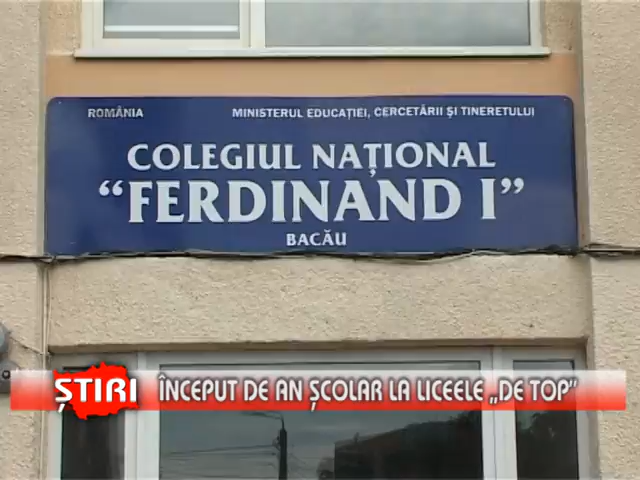 ROMÂNIA MINISTERUL EDUCAȚIEI, CERCETĂRII ȘI TINERETULUI
COLEGIUL NAȚIONAL
“FERDINAND I”
BACĂU
ȘTIRI ÎNCEPUT DE AN ȘCOLAR LA LICEELE „DE TOP”